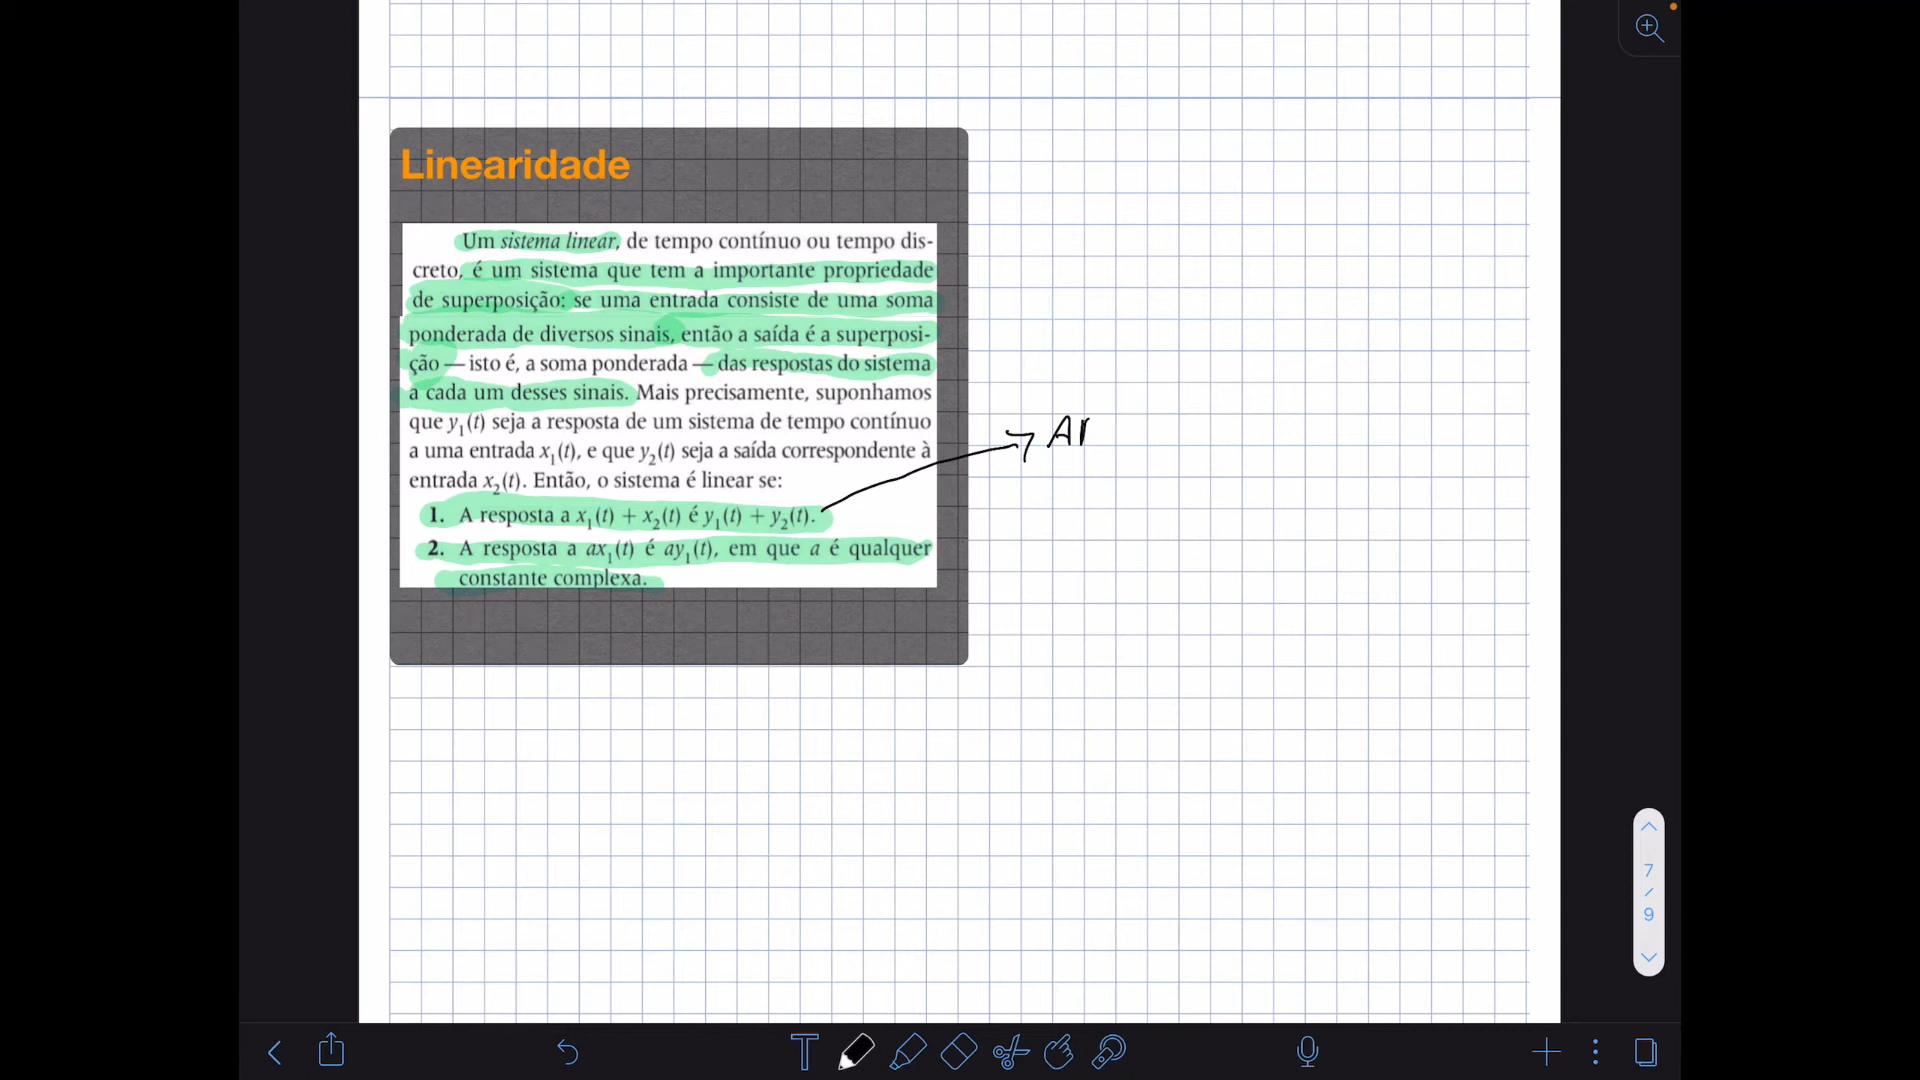 Linearidade
Um sistema linear, de tempo contínuo ou tempo dis-
creto, é um sistema que tem a importante propriedade
de superposição: se uma entrada consiste de uma soma
ponderada de diversos sinais, então a saída é a superposi-
ção — isto é, a soma ponderada — das respostas do sistema
a cada um desses sinais. Mais precisamente, suponhamos
que y₁(t) seja a resposta de um sistema de tempo contínuo
a uma entrada x₁(t), e que y₂(t) seja a saída correspondente à
entrada x₂(t). Então, o sistema é linear se:
1. A resposta a x₁(t) + x₂(t) é y₁(t) + y₂(t).
2. A resposta a ax₁(t) é ay₁(t), em que a é qualquer
constante complexa.
7
/
9
T